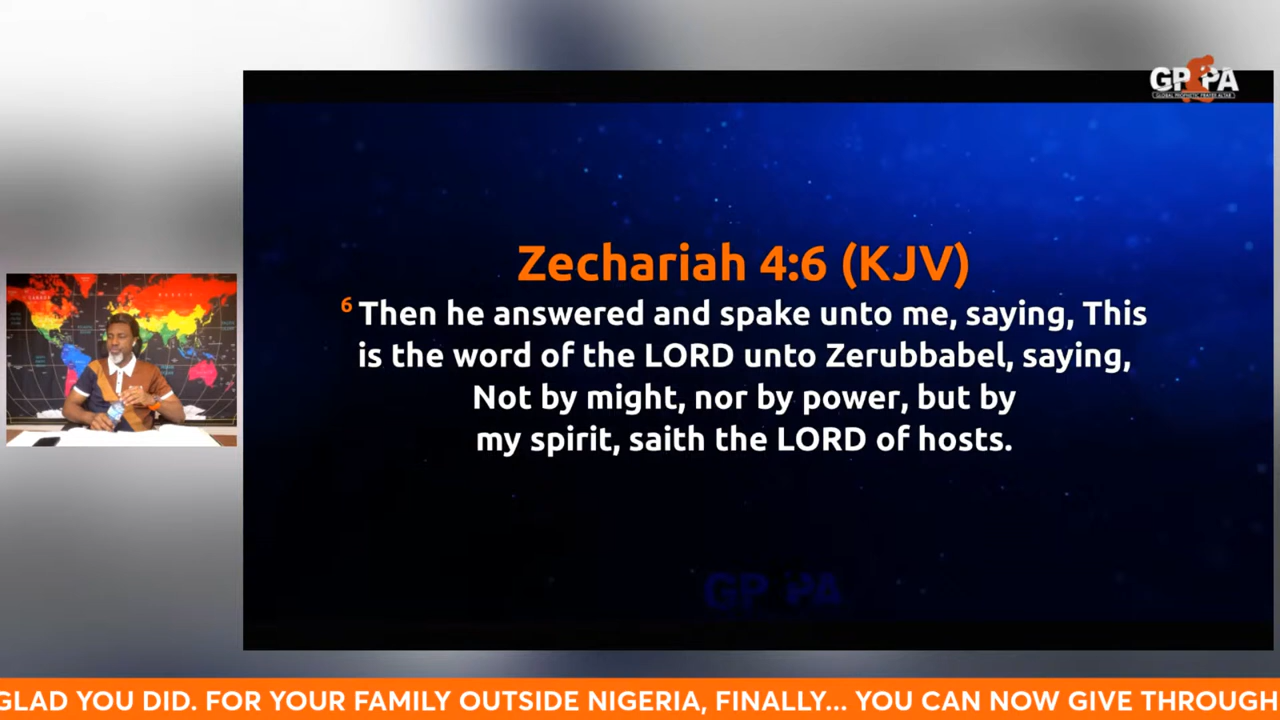 GPPA
GLOBAL PROPHETIC PRAYER ALTAR
Zechariah 4:6 (KJV)
6 Then he answered and spake unto me, saying, This
is the word of the LORD unto Zerubbabel, saying,
Not by might, nor by power, but by
my spirit, saith the LORD of hosts.
GPPA
GLAD YOU DID. FOR YOUR FAMILY OUTSIDE NIGERIA, FINALLY... YOU CAN NOW GIVE THROUGH